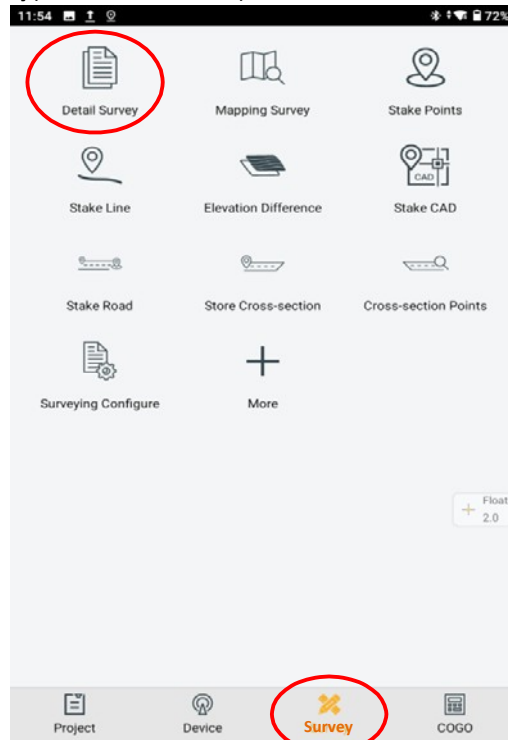 11:54 72%
Detail Survey Mapping Survey Stake Points
CAD
Stake Line Elevation Difference Stake CAD
Stake Road Store Cross-section Cross-section Points
Surveying Configure More
Float
2.0
Project Device Survey COGO